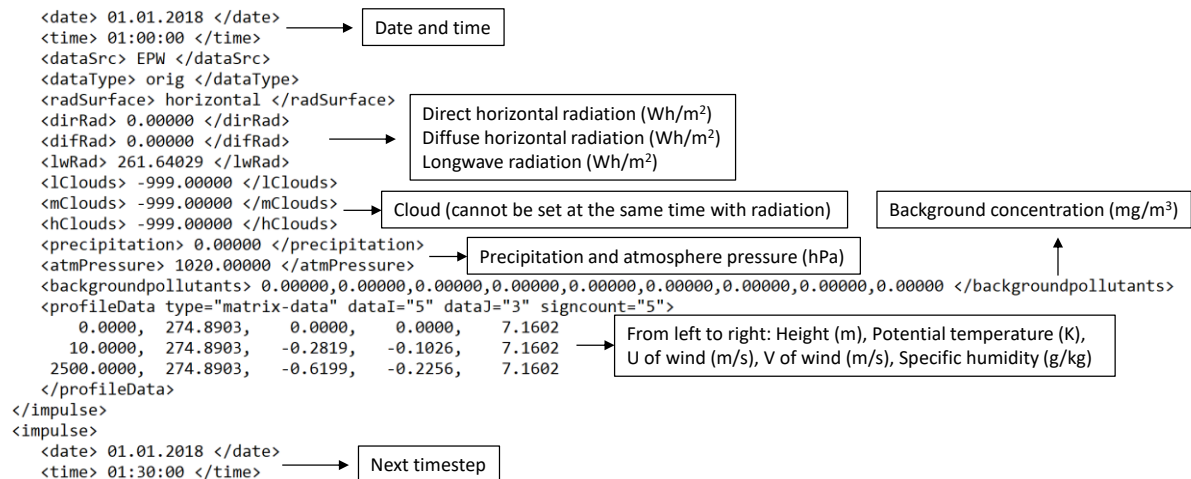 <date> 01.01.2018 </date>
<time> 01:00:00 </time>
Date and time
<dataSrc> EPW </dataSrc>
<dataType> orig </dataType>
<radSurface> horizontal </radSurface>
<dirRad> 0.00000 </dirRad>
<difRad> 0.00000 </difRad>
<lwRad> 261.64029 </lwRad>
Direct horizontal radiation (Wh/m²)
Diffuse horizontal radiation (Wh/m²)
Longwave radiation (Wh/m²)
<lClouds> -999.00000 </lClouds>
<mClouds> -999.00000 </mClouds>
<hClouds> -999.00000 </hClouds>
Cloud (cannot be set at the same time with radiation)
Background concentration (mg/m³)
<precipitation> 0.00000 </precipitation>
<atmPressure> 1020.00000 </atmPressure>
Precipitation and atmosphere pressure (hPa)
<backgroundpollutants> 0.00000,0.00000,0.00000,0.00000,0.00000,0.00000,0.00000,0.00000,0.00000 </backgroundpollutants>
<profileData type="matrix-data" dataI="5" dataJ="3" signcount="5">
0.0000, 274.8903, 0.0000, 0.0000, 7.1602
10.0000, 274.8903, -0.2819, -0.1026, 7.1602
2500.0000, 274.8903, -0.6199, -0.2256, 7.1602
From left to right: Height (m), Potential temperature (K),
U of wind (m/s), V of wind (m/s), Specific humidity (g/kg)
</profileData>
</impulse>
<impulse>
<date> 01.01.2018 </date>
<time> 01:30:00 </time>
Next timestep